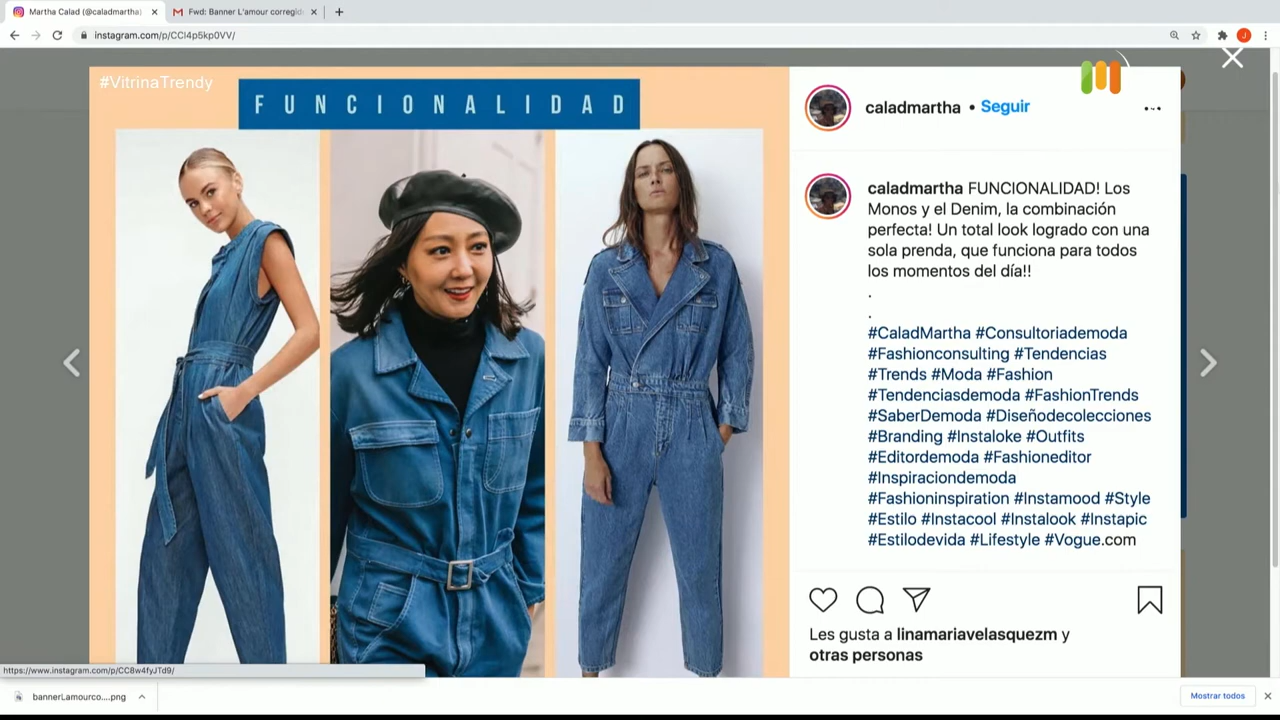 Martha Calad (@caladmartha)
Fwd: Banner L'amour corregido
instagram.com/p/CCl4p5kp0VV/
J
#VitrinaTrendy
FUNCIONALIDAD
caladmartha • Seguir
caladmartha FUNCIONALIDAD! Los
Monos y el Denim, la combinación
perfecta! Un total look logrado con una
sola prenda, que funciona para todos
los momentos del día!!
.
.
#CaladMartha #Consultoriademoda
#Fashionconsulting #Tendencias
#Trends #Moda #Fashion
#Tendenciasdemoda #FashionTrends
#SaberDemoda #Diseñodecolecciones
#Branding #Instaloke #Outfits
#Editordemoda #Fashioneditor
#Inspiraciondemoda
#Fashioninspiration #Instamood #Style
#Estilo #Instacool #Instalook #Instapic
#Estilodevida #Lifestyle #Vogue.com
Les gusta a linamariavelasquezm y
otras personas
https://www.instagram.com/p/CC8w4fyJTd9/
bannerLamourco....png
Mostrar todos